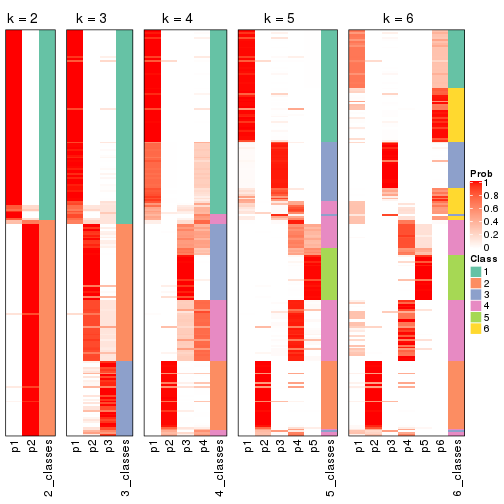 k = 2
k = 3
k = 4
k = 5
k = 6
p1
p2
2_classes
p1
p2
p3
3_classes
p1
p2
p3
p4
4_classes
p1
p2
p3
p4
p5
5_classes
p1
p2
p3
p4
p5
p6
6_classes
Prob
1
0.8
0.6
0.4
0.2
0
Class
1
2
3
4
5
6